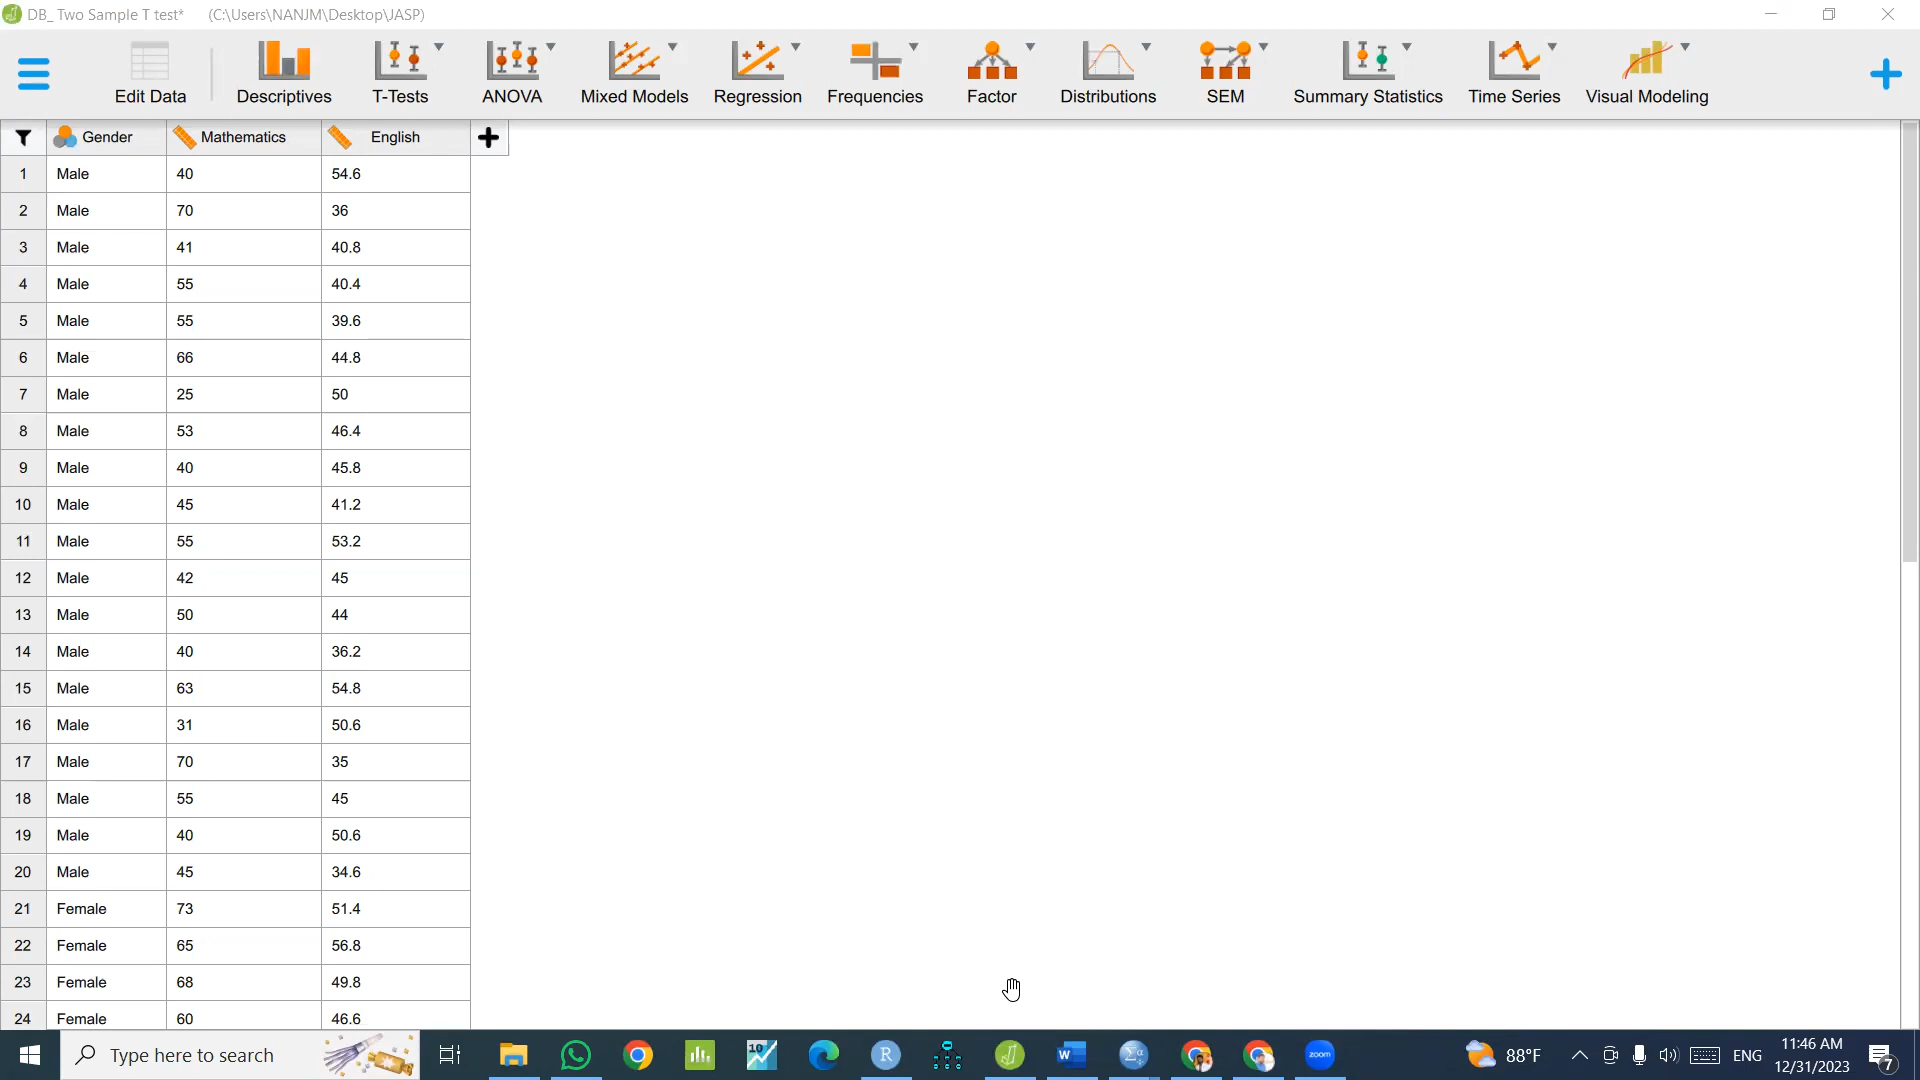 DB_ Two Sample T test* (C:\Users\NANJM\Desktop\JASP)
Edit Data Descriptives T-Tests ANOVA Mixed Models Regression Frequencies Factor Distributions SEM Summary Statistics Time Series Visual Modeling
Gender Mathematics English
1 Male 40 54.6
2 Male 70 36
3 Male 41 40.8
4 Male 55 40.4
5 Male 55 39.6
6 Male 66 44.8
7 Male 25 50
8 Male 53 46.4
9 Male 40 45.8
10 Male 45 41.2
11 Male 55 53.2
12 Male 42 45
13 Male 50 44
14 Male 40 36.2
15 Male 63 54.8
16 Male 31 50.6
17 Male 70 35
18 Male 55 45
19 Male 40 50.6
20 Male 45 34.6
21 Female 73 51.4
22 Female 65 56.8
23 Female 68 49.8
24 Female 60 46.6
Type here to search 10 R W Σα zoom 88°F ENG 11:46 AM 7
12/31/2023